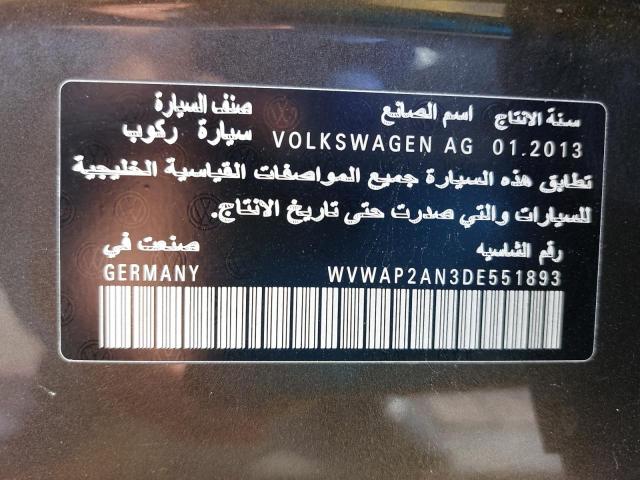 سنة الانتاج اسم الصانع صنف السيارة
01.2013 VOLKSWAGEN AG سيارة ركوب
تطابق هذه السيارة جميع المواصفات القياسية الخليجية
للسيارات والتي صدرت حتى تاريخ الانتاج.
رقم الشاسيه صنعت في
WVWAP2AN3DE551893 GERMANY